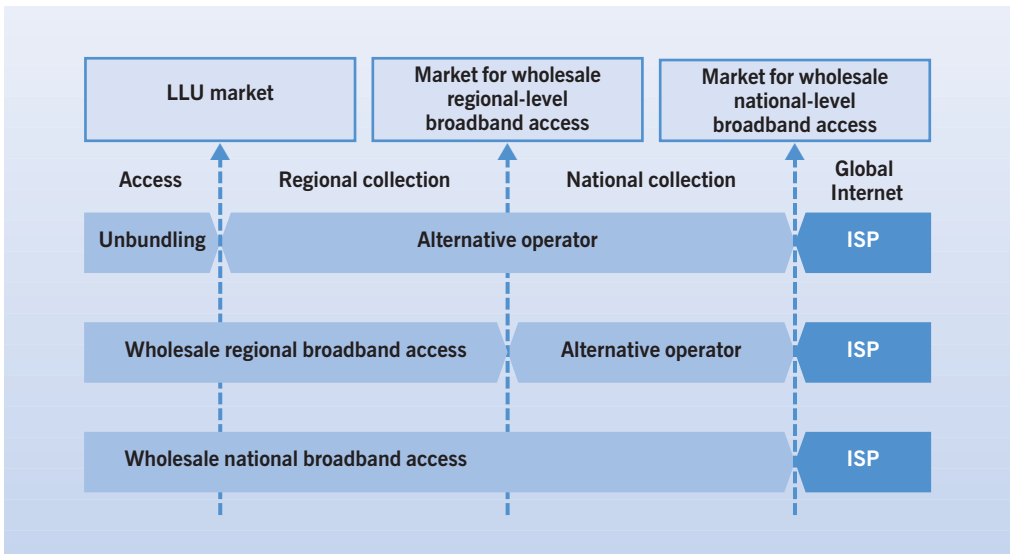 LLU market
Market for wholesale
regional-level
broadband access
Market for wholesale
national-level
broadband access
Access
Regional collection
National collection
Global
Internet
Unbundling
Alternative operator
ISP
Wholesale regional broadband access
Alternative operator
ISP
Wholesale national broadband access
ISP